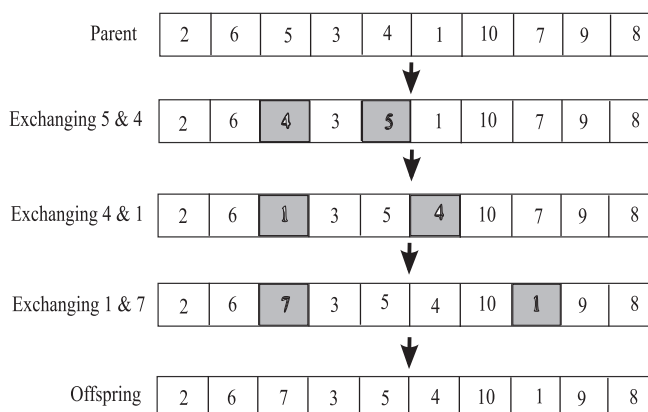 Parent 2 6 5 3 4 1 10 7 9 8
Exchanging 5 & 4 2 6 4 3 5 1 10 7 9 8
Exchanging 4 & 1 2 6 1 3 5 4 10 7 9 8
Exchanging 1 & 7 2 6 7 3 5 4 10 1 9 8
Offspring 2 6 7 3 5 4 10 1 9 8